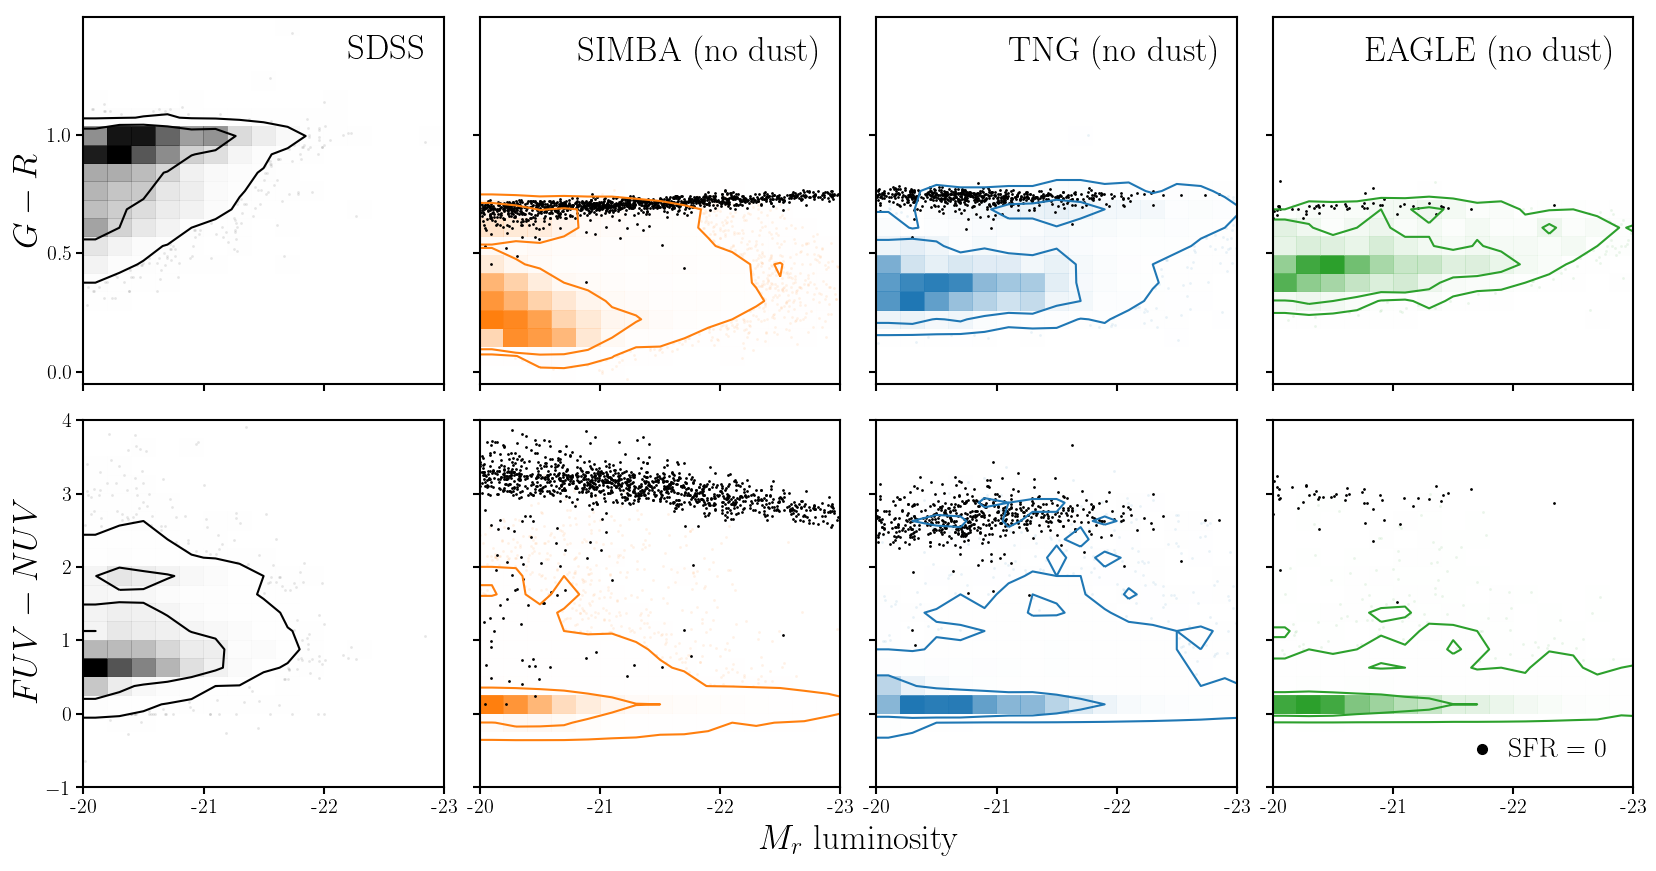 SDSS
SIMBA (no dust)
TNG (no dust)
EAGLE (no dust)
G − R
1.0
0.5
0.0
FUV − NUV
4
3
2
1
0
−1
SFR = 0
-20 -21 -22 -23
-20 -21 -22 -23
-20 -21 -22 -23
-20 -21 -22 -23
M_r luminosity